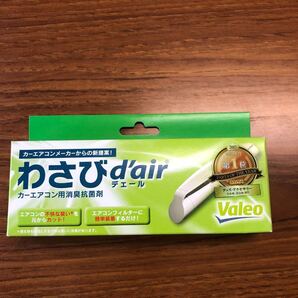 カーエアコンメーカーからの新提案!
わさびd'air
デェール
カーエアコン用消臭抗菌剤
第1位
エアコンの不快な臭いを
元からカット!
エアコンフィルターに
簡単装着するだけ!
Valeo